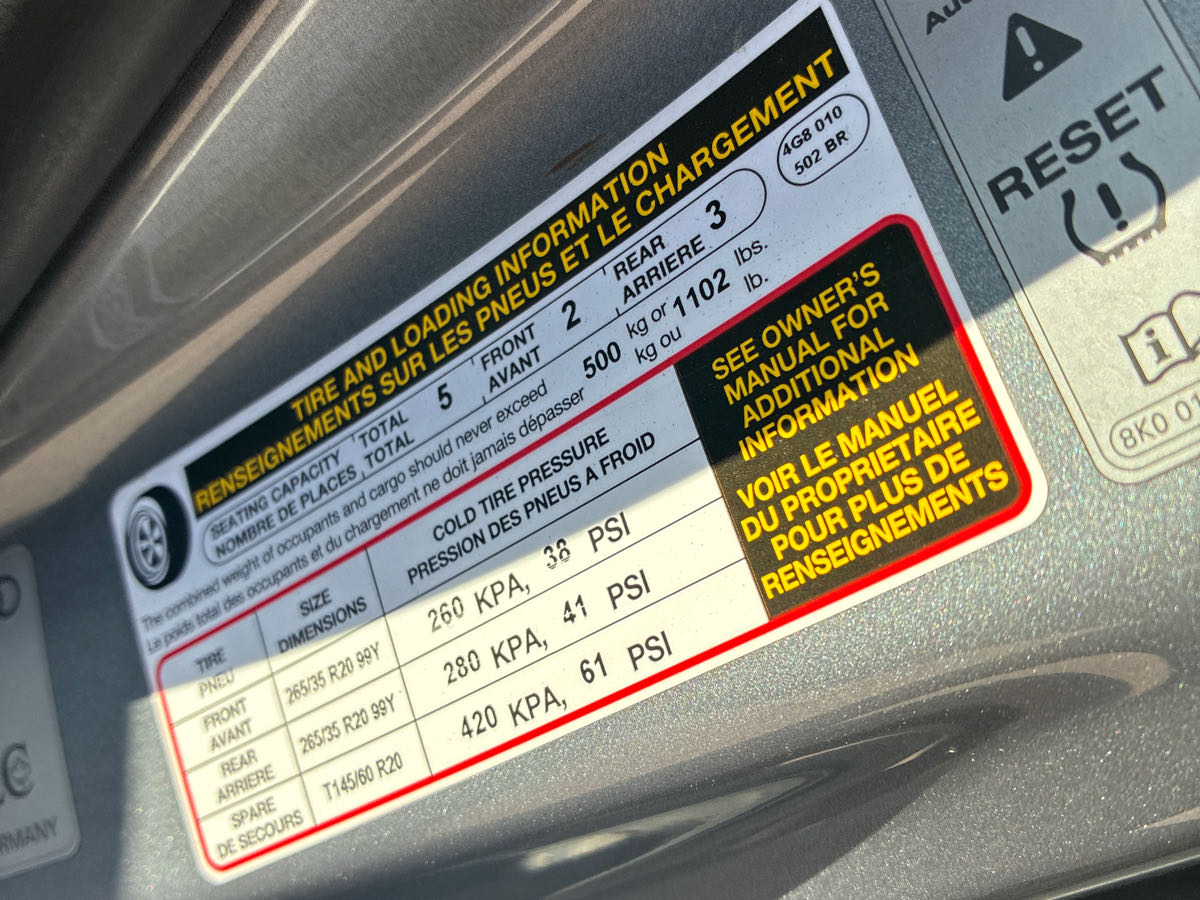 TIRE AND LOADING INFORMATION
RENSEIGNEMENTS SUR LES PNEUS ET LE CHARGEMENT
4G8 010
502 BR
SEATING CAPACITY TOTAL 5 FRONT 2 REAR 3
NOMBRE DE PLACES TOTAL AVANT ARRIERE
The combined weight of occupants and cargo should never exceed 500 kg or 1102 lbs.
Le poids total des occupants et du chargement ne doit jamais dépasser kg ou lb.
TIRE SIZE COLD TIRE PRESSURE
PNEU DIMENSIONS PRESSION DES PNEUS A FROID
FRONT 265/35 R20 99Y 260 KPA, 38 PSI
AVANT
REAR 265/35 R20 99Y 280 KPA, 41 PSI
ARRIERE
SPARE T145/60 R20 420 KPA, 61 PSI
DE SECOURS
SEE OWNER'S
MANUAL FOR
ADDITIONAL
INFORMATION
VOIR LE MANUEL
DU PROPRIETAIRE
POUR PLUS DE
RENSEIGNEMENTS
RESET
8K0